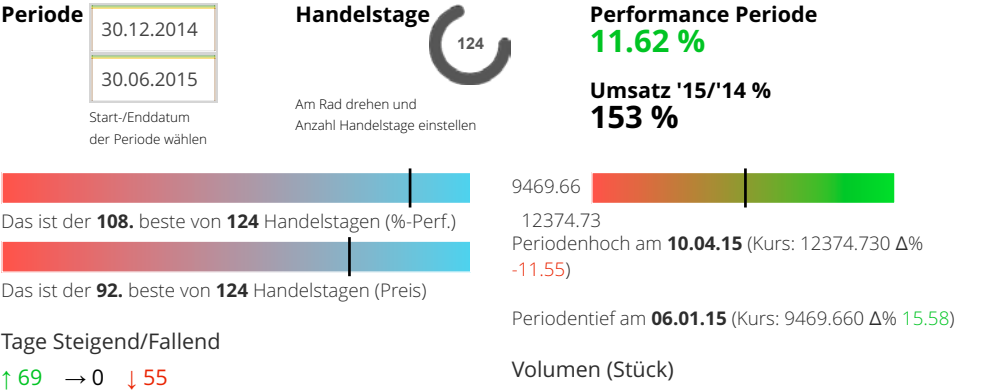 Periode
30.12.2014
30.06.2015
Start-/Enddatum
der Periode wählen
Handelstage
124
Am Rad drehen und
Anzahl Handelstage einstellen
Performance Periode
11.62 %
Umsatz '15/'14 %
153 %
Das ist der 108. beste von 124 Handelstagen (%-Perf.)
Das ist der 92. beste von 124 Handelstagen (Preis)
Tage Steigend/Fallend
↑ 69 → 0 ↓ 55
9469.66
12374.73
Periodenhoch am 10.04.15 (Kurs: 12374.730 Δ%
-11.55)
Periodentief am 06.01.15 (Kurs: 9469.660 Δ% 15.58)
Volumen (Stück)